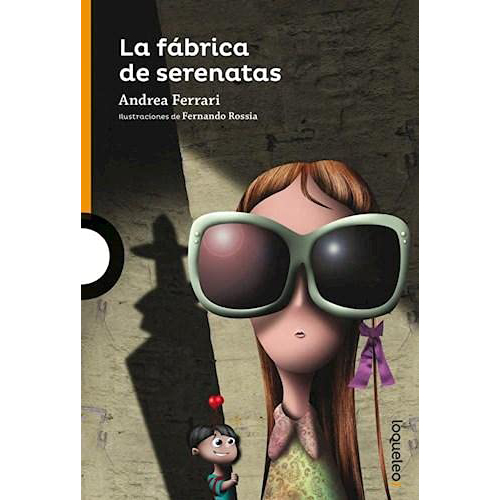 La fábrica
de serenatas
Andrea Ferrari
Ilustraciones de Fernando Rossia
loqueleo